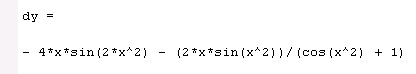 dy =
- 4*x*sin(2*x^2) - (2*x*sin(x^2))/(cos(x^2) + 1)